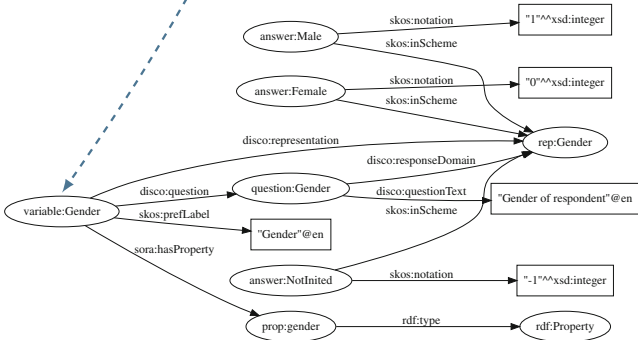 skos:notation
answer:Male
"1"^^xsd:integer
skos:inScheme
skos:notation
answer:Female
"0"^^xsd:integer
skos:inScheme
disco:representation
rep:Gender
disco:responseDomain
disco:question
question:Gender
disco:questionText
"Gender of respondent"@en
variable:Gender
skos:prefLabel
skos:inScheme
"Gender"@en
sora:hasProperty
skos:notation
answer:NotInited
"-1"^^xsd:integer
rdf:type
prop:gender
rdf:Property